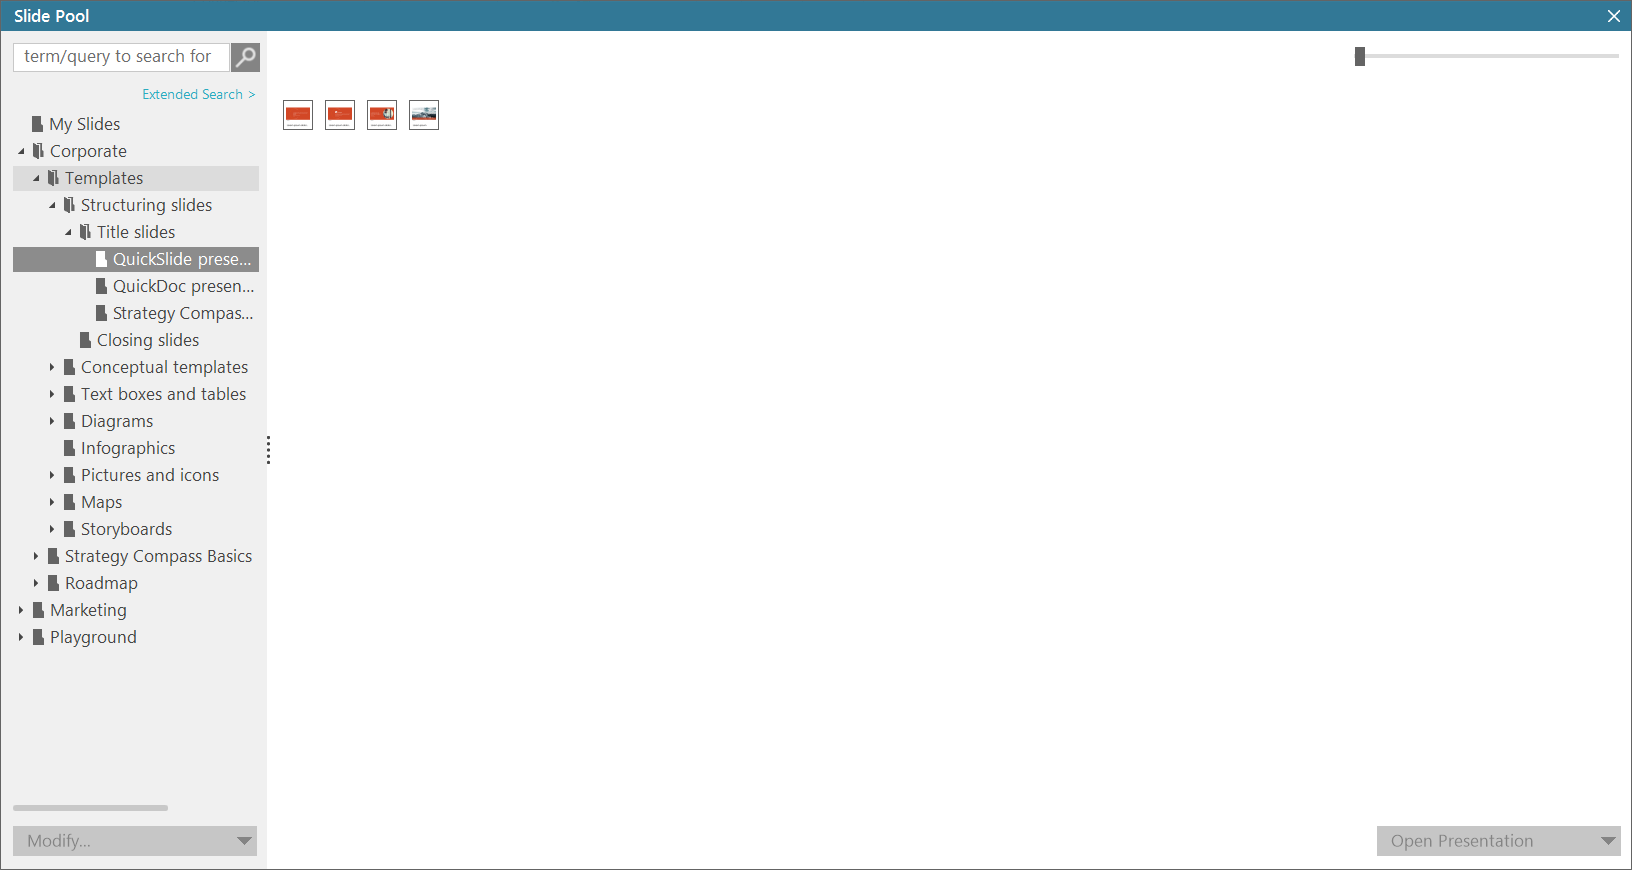 Slide Pool
term/query to search for
Extended Search >
My Slides
Corporate
Templates
Structuring slides
Title slides
QuickSlide prese...
QuickDoc presen...
Strategy Compas...
Closing slides
Conceptual templates
Text boxes and tables
Diagrams
Infographics
Pictures and icons
Maps
Storyboards
Strategy Compass Basics
Roadmap
Marketing
Playground
Modify...
Open Presentation